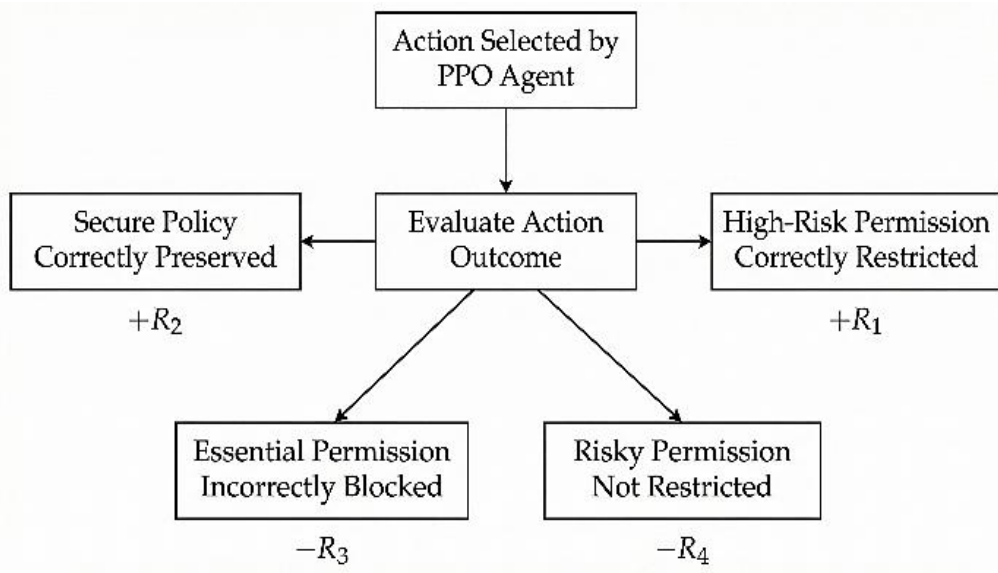 Action Selected by
PPO Agent
Secure Policy
Correctly Preserved
+R₂
Evaluate Action
Outcome
High-Risk Permission
Correctly Restricted
+R₁
Essential Permission
Incorrectly Blocked
−R₃
Risky Permission
Not Restricted
−R₄